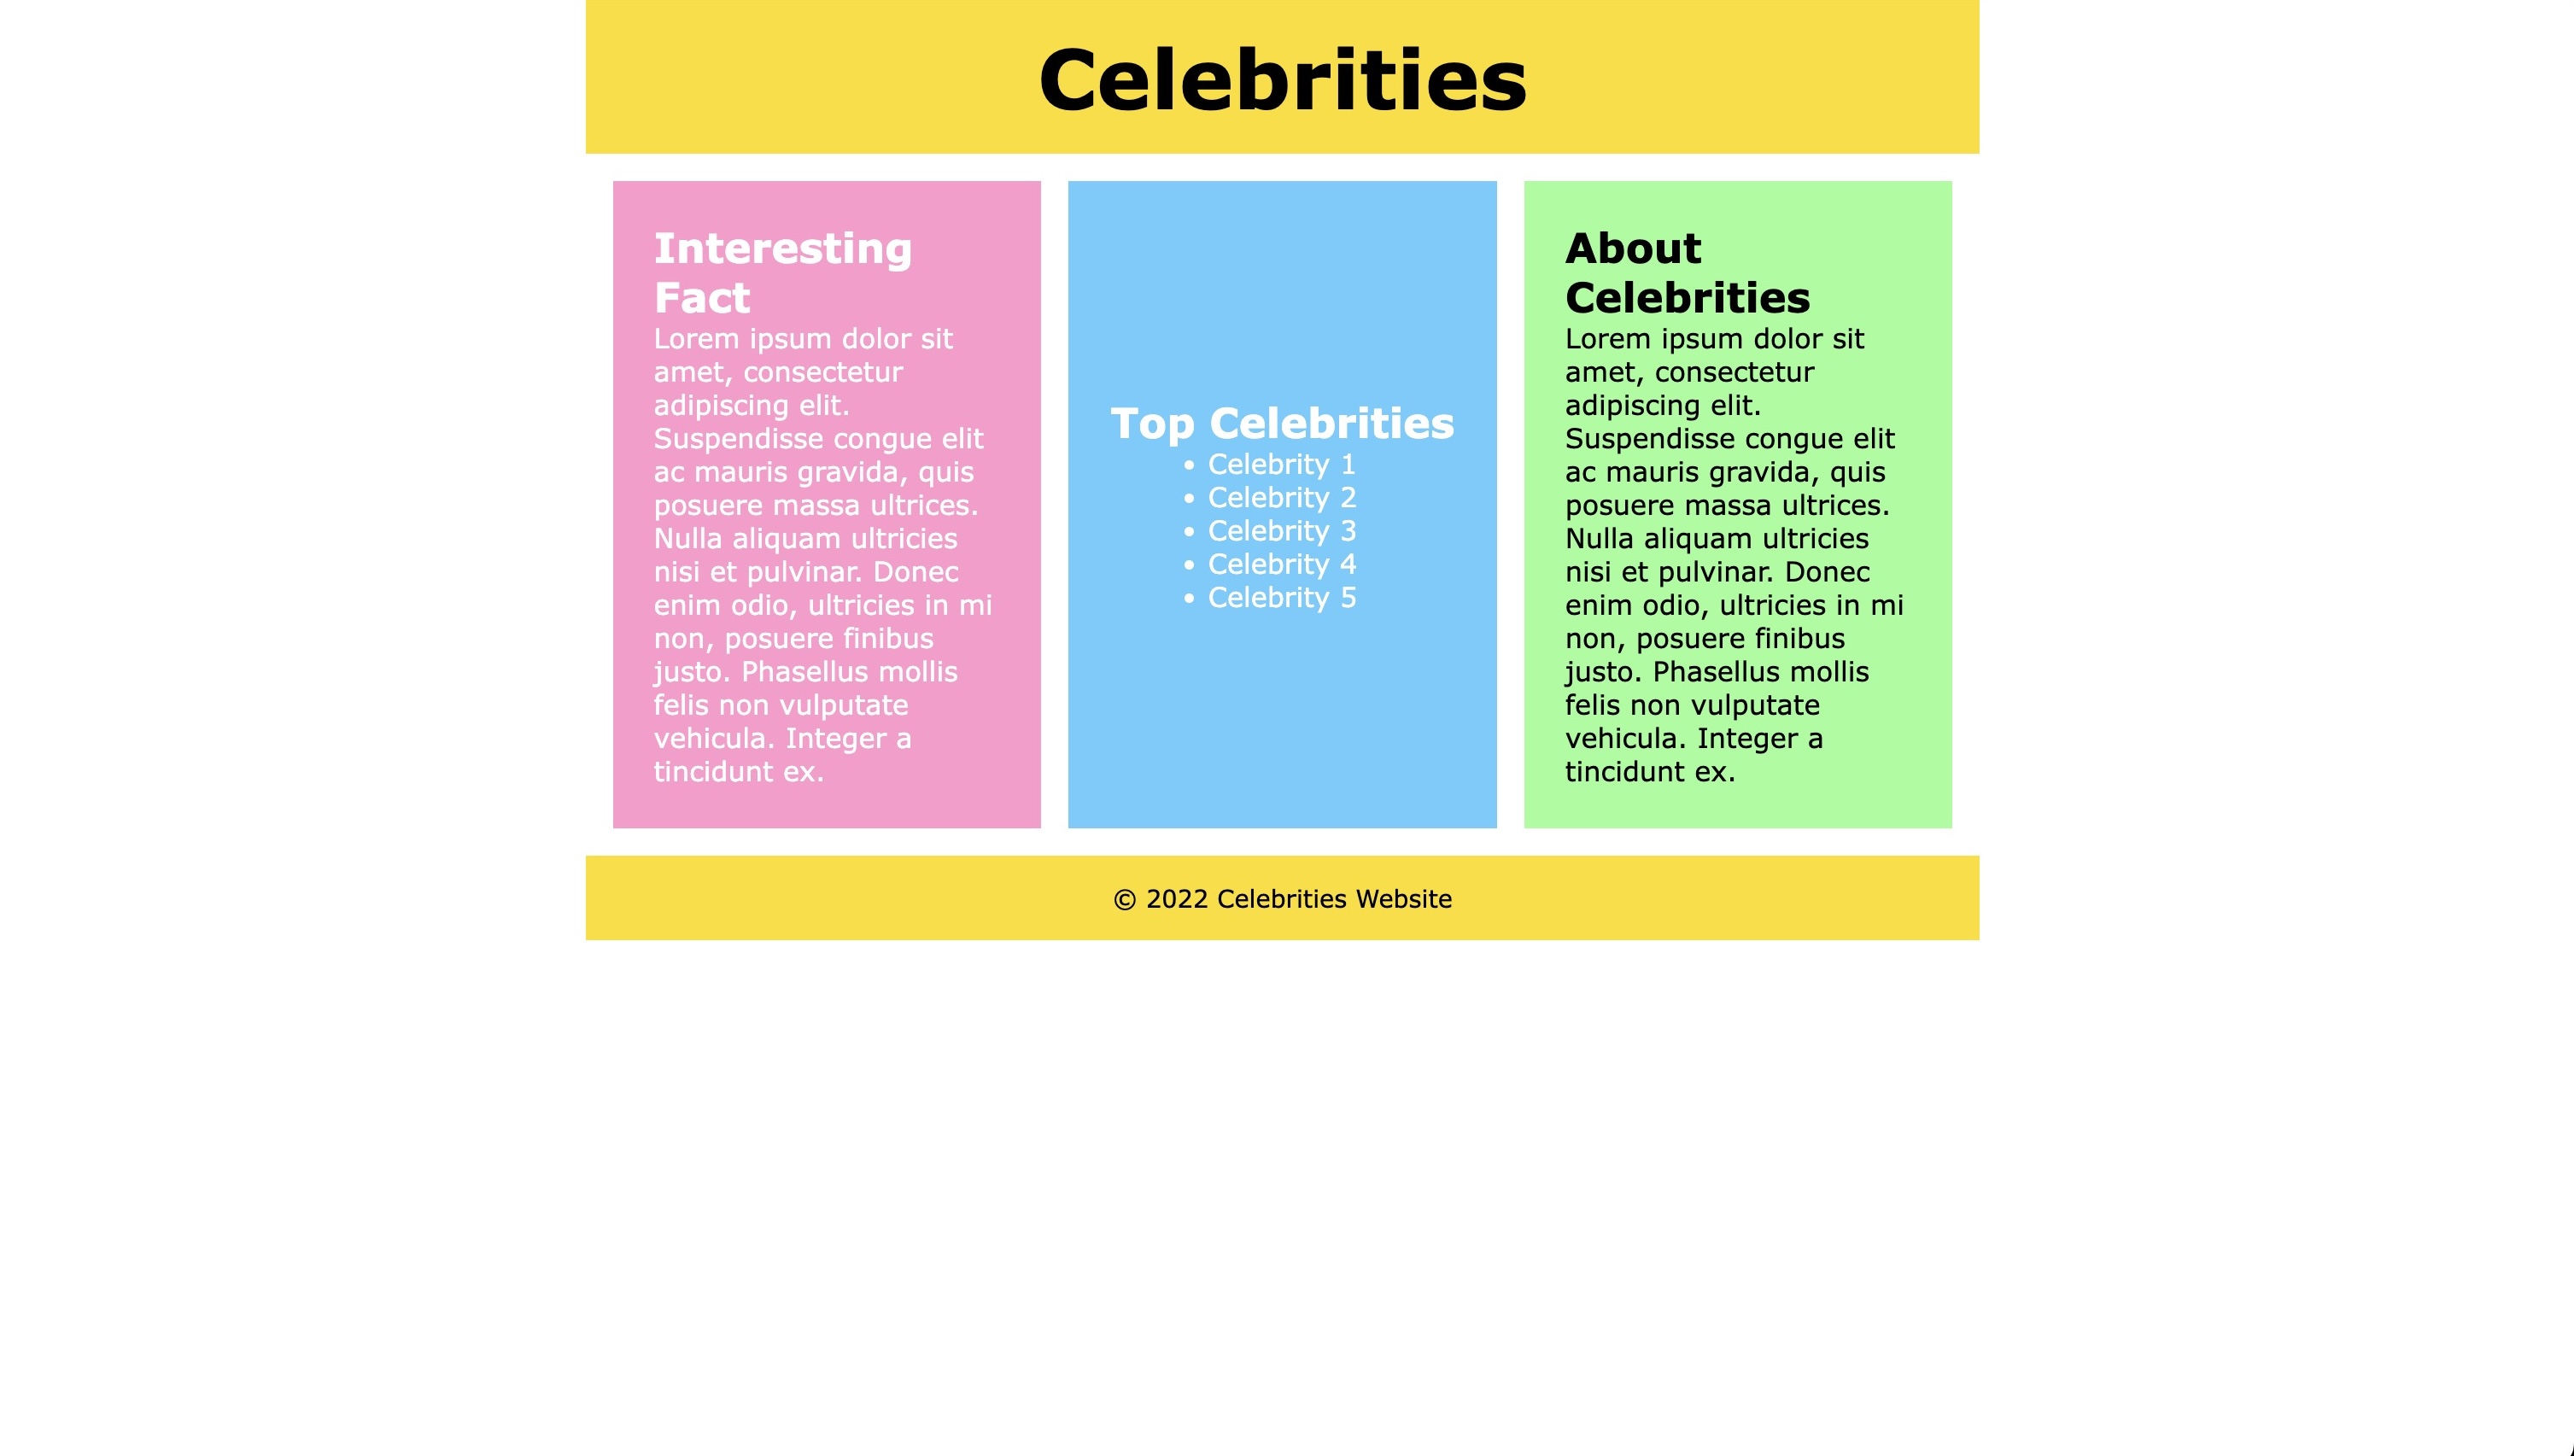 Celebrities
Interesting
Fact
Lorem ipsum dolor sit
amet, consectetur
adipiscing elit.
Suspendisse congue elit
ac mauris gravida, quis
posuere massa ultrices.
Nulla aliquam ultricies
nisi et pulvinar. Donec
enim odio, ultricies in mi
non, posuere finibus
justo. Phasellus mollis
felis non vulputate
vehicula. Integer a
tincidunt ex.
Top Celebrities
• Celebrity 1
• Celebrity 2
• Celebrity 3
• Celebrity 4
• Celebrity 5
About
Celebrities
Lorem ipsum dolor sit
amet, consectetur
adipiscing elit.
Suspendisse congue elit
ac mauris gravida, quis
posuere massa ultrices.
Nulla aliquam ultricies
nisi et pulvinar. Donec
enim odio, ultricies in mi
non, posuere finibus
justo. Phasellus mollis
felis non vulputate
vehicula. Integer a
tincidunt ex.
© 2022 Celebrities Website